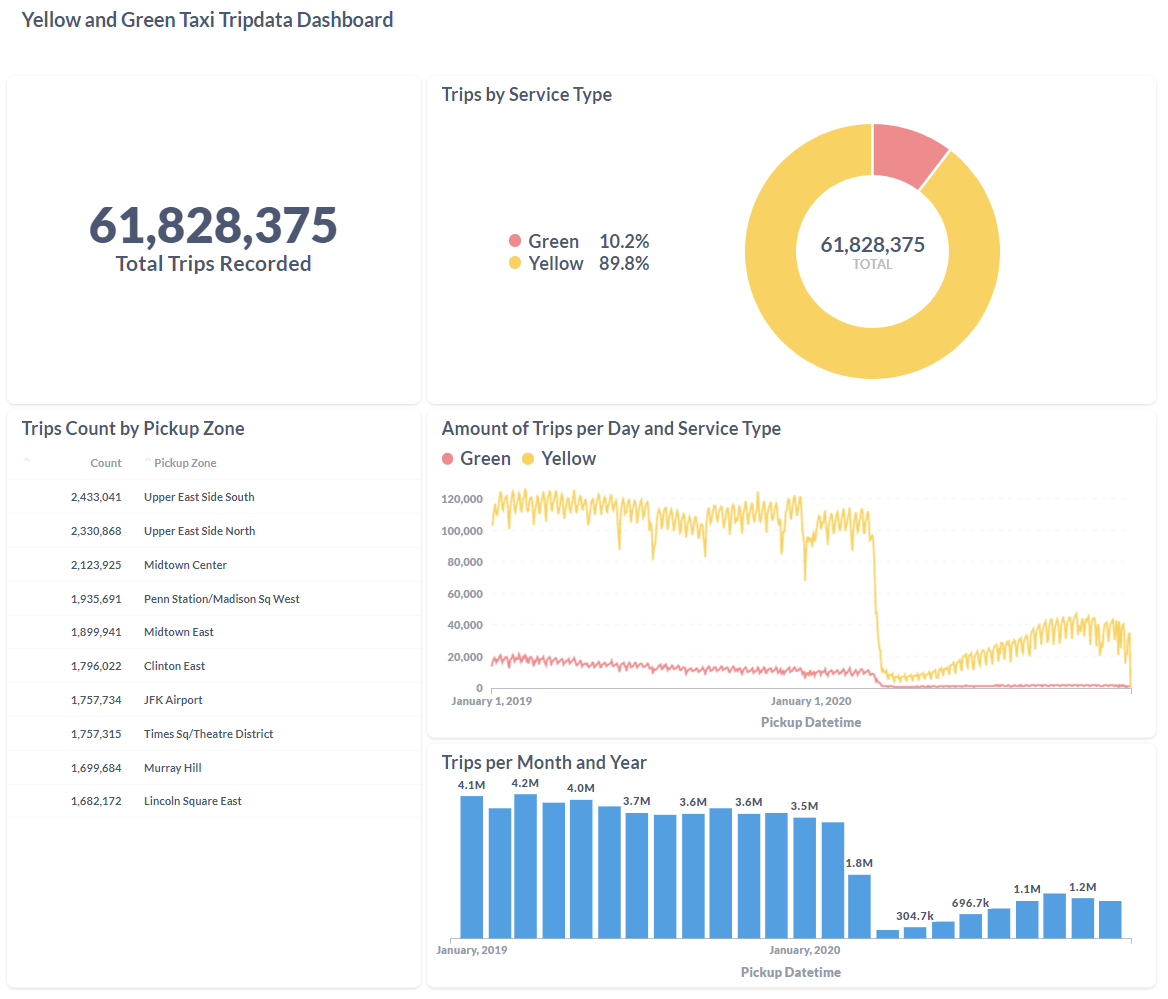 Yellow and Green Taxi Tripdata Dashboard
61,828,375
Total Trips Recorded
Trips by Service Type
Green 10.2%
Yellow 89.8%
61,828,375
TOTAL
Trips Count by Pickup Zone
Count Pickup Zone
2,433,041 Upper East Side South
2,330,868 Upper East Side North
2,123,925 Midtown Center
1,935,691 Penn Station/Madison Sq West
1,899,941 Midtown East
1,796,022 Clinton East
1,757,734 JFK Airport
1,757,315 Times Sq/Theatre District
1,699,684 Murray Hill
1,682,172 Lincoln Square East
Amount of Trips per Day and Service Type
Green Yellow
120,000
100,000
80,000
60,000
40,000
20,000
0
January 1, 2019 January 1, 2020
Pickup Datetime
Trips per Month and Year
4.1M 4.2M 4.0M 3.7M 3.6M 3.6M 3.5M 1.8M 304.7k 696.7k 1.1M 1.2M
January, 2019 January, 2020
Pickup Datetime